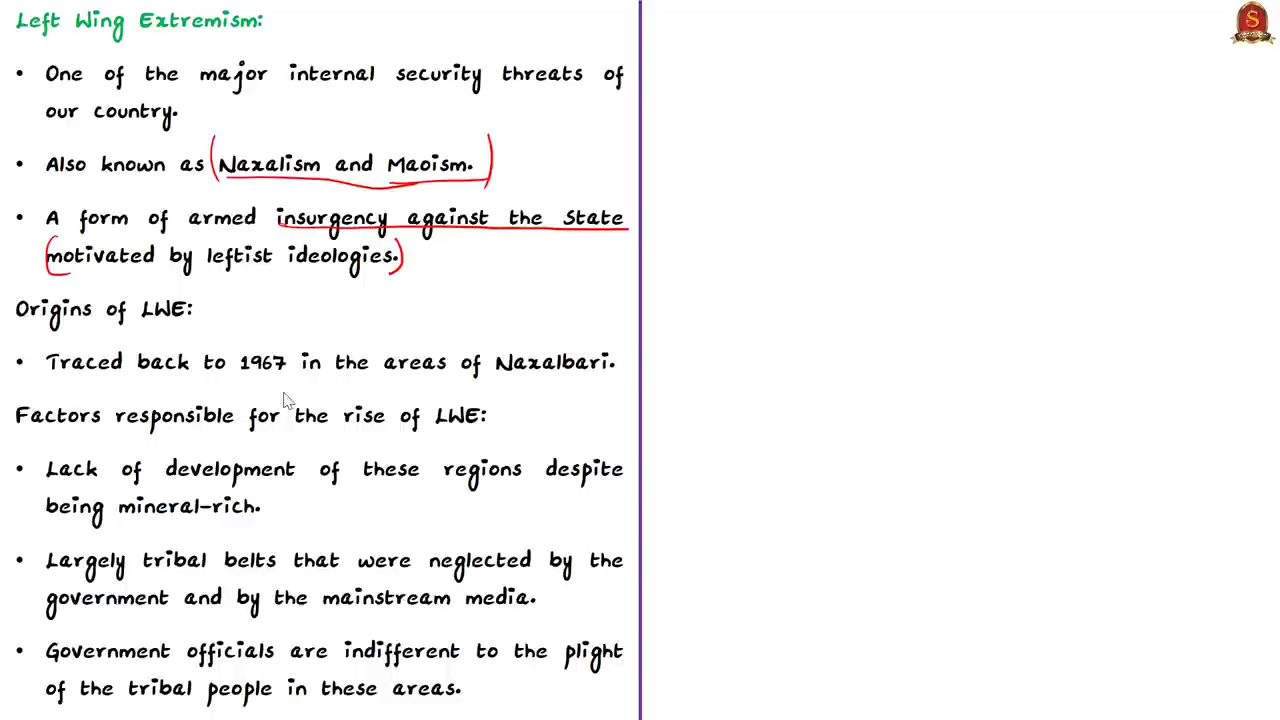 Left Wing Extremism:
• One of the major internal security threats of
our country.
• Also known as Naxalism and Maoism.
• A form of armed insurgency against the State
motivated by leftist ideologies.
Origins of LWE:
• Traced back to 1967 in the areas of Naxalbari.
Factors responsible for the rise of LWE:
• Lack of development of these regions despite
being mineral-rich.
• Largely tribal belts that were neglected by the
government and by the mainstream media.
• Government officials are indifferent to the plight
of the tribal people in these areas.
S